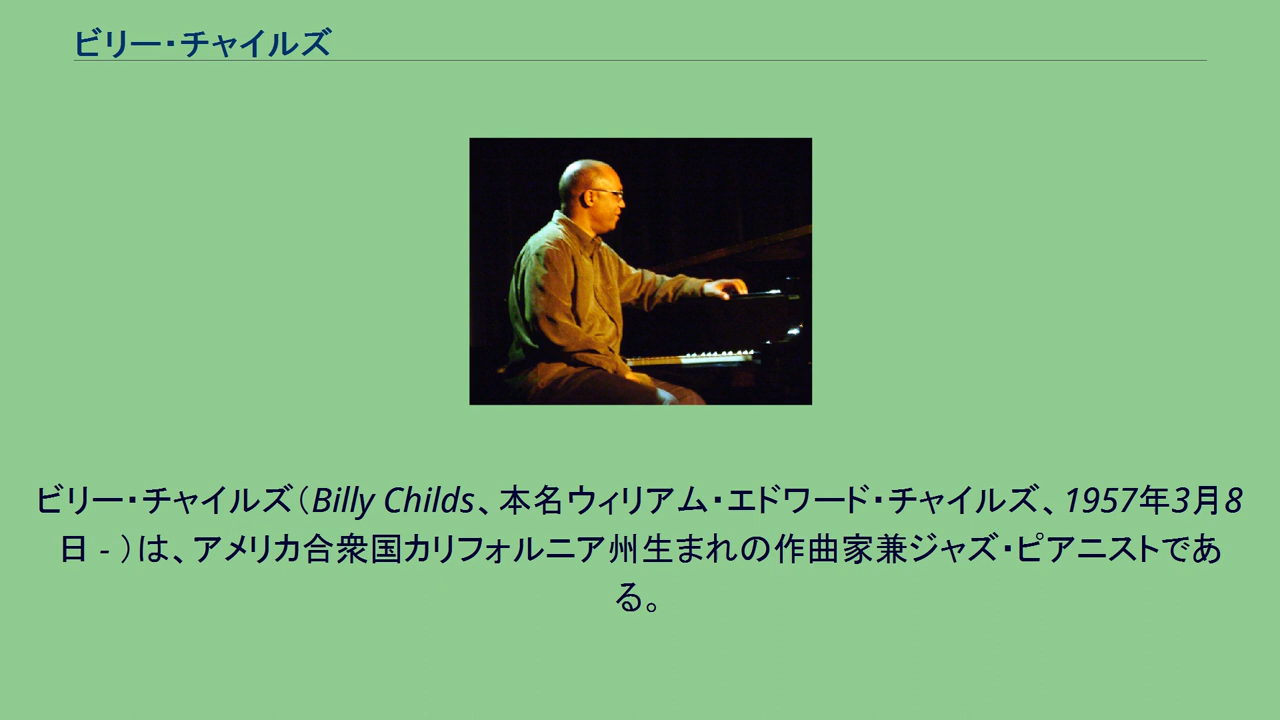 ビリー・チャイルズ
ビリー・チャイルズ（Billy Childs、本名ウィリアム・エドワード・チャイルズ、1957年3月8
日 - ）は、アメリカ合衆国カリフォルニア州生まれの作曲家兼ジャズ・ピアニストであ
る。